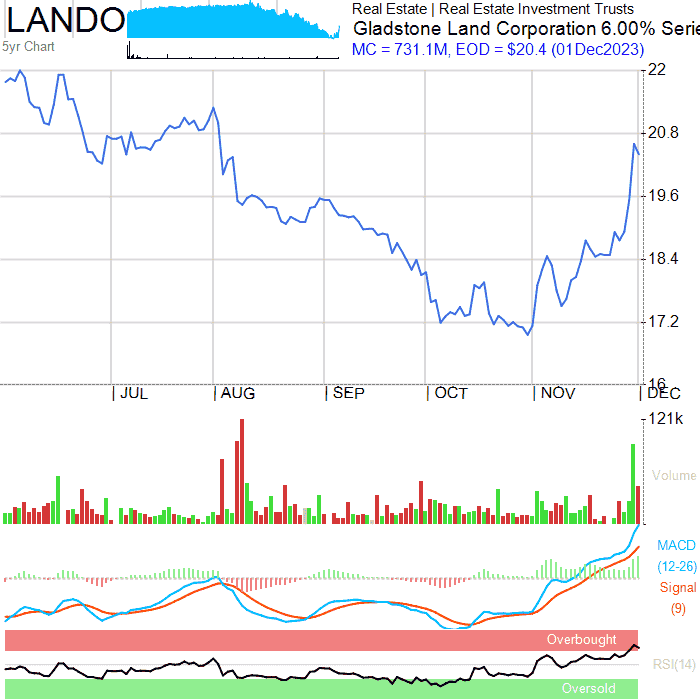 LANDO
5yr Chart
Real Estate | Real Estate Investment Trusts
Gladstone Land Corporation 6.00% Serie
MC = 731.1M, EOD = $20.4 (01Dec2023)
22
20.8
19.6
18.4
17.2
16
| JUL | AUG | SEP | OCT | NOV | DEC
121k
Volume
MACD
(12-26)
Signal
(9)
Overbought
RSI(14)
Oversold